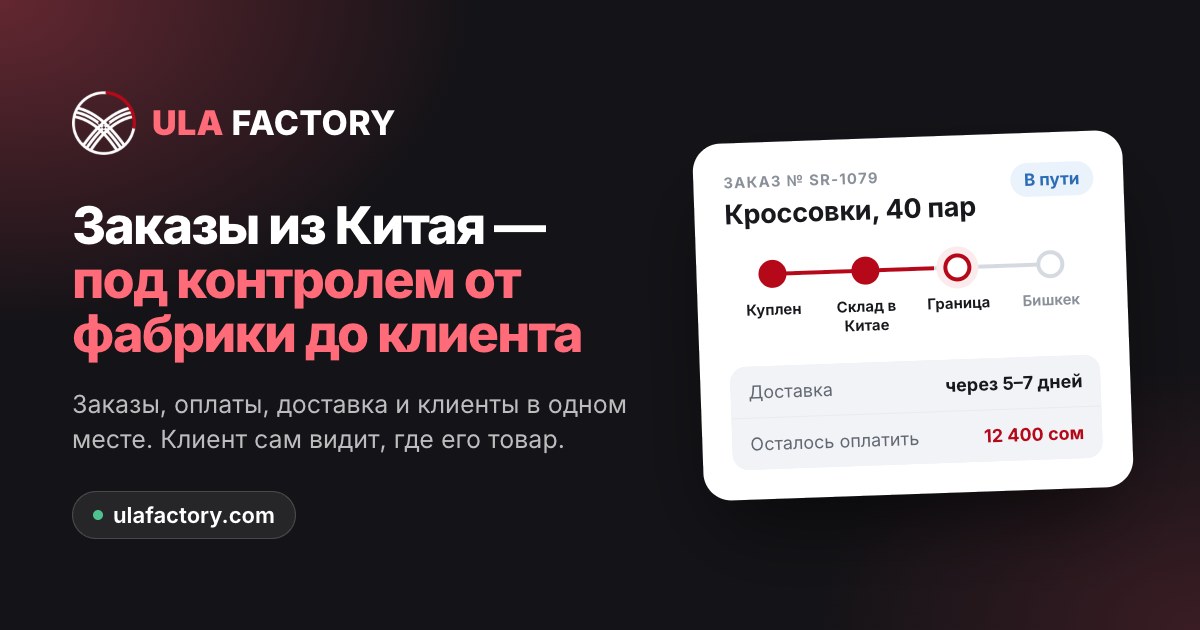 ULA FACTORY
Заказы из Китая —
под контролем от
фабрики до клиента
Заказы, оплаты, доставка и клиенты в одном
месте. Клиент сам видит, где его товар.
ulafactory.com
ЗАКАЗ № SR-1079
В пути
Кроссовки, 40 пар
Куплен
Склад в
Китае
Граница
Бишкек
Доставка
через 5–7 дней
Осталось оплатить
12 400 сом